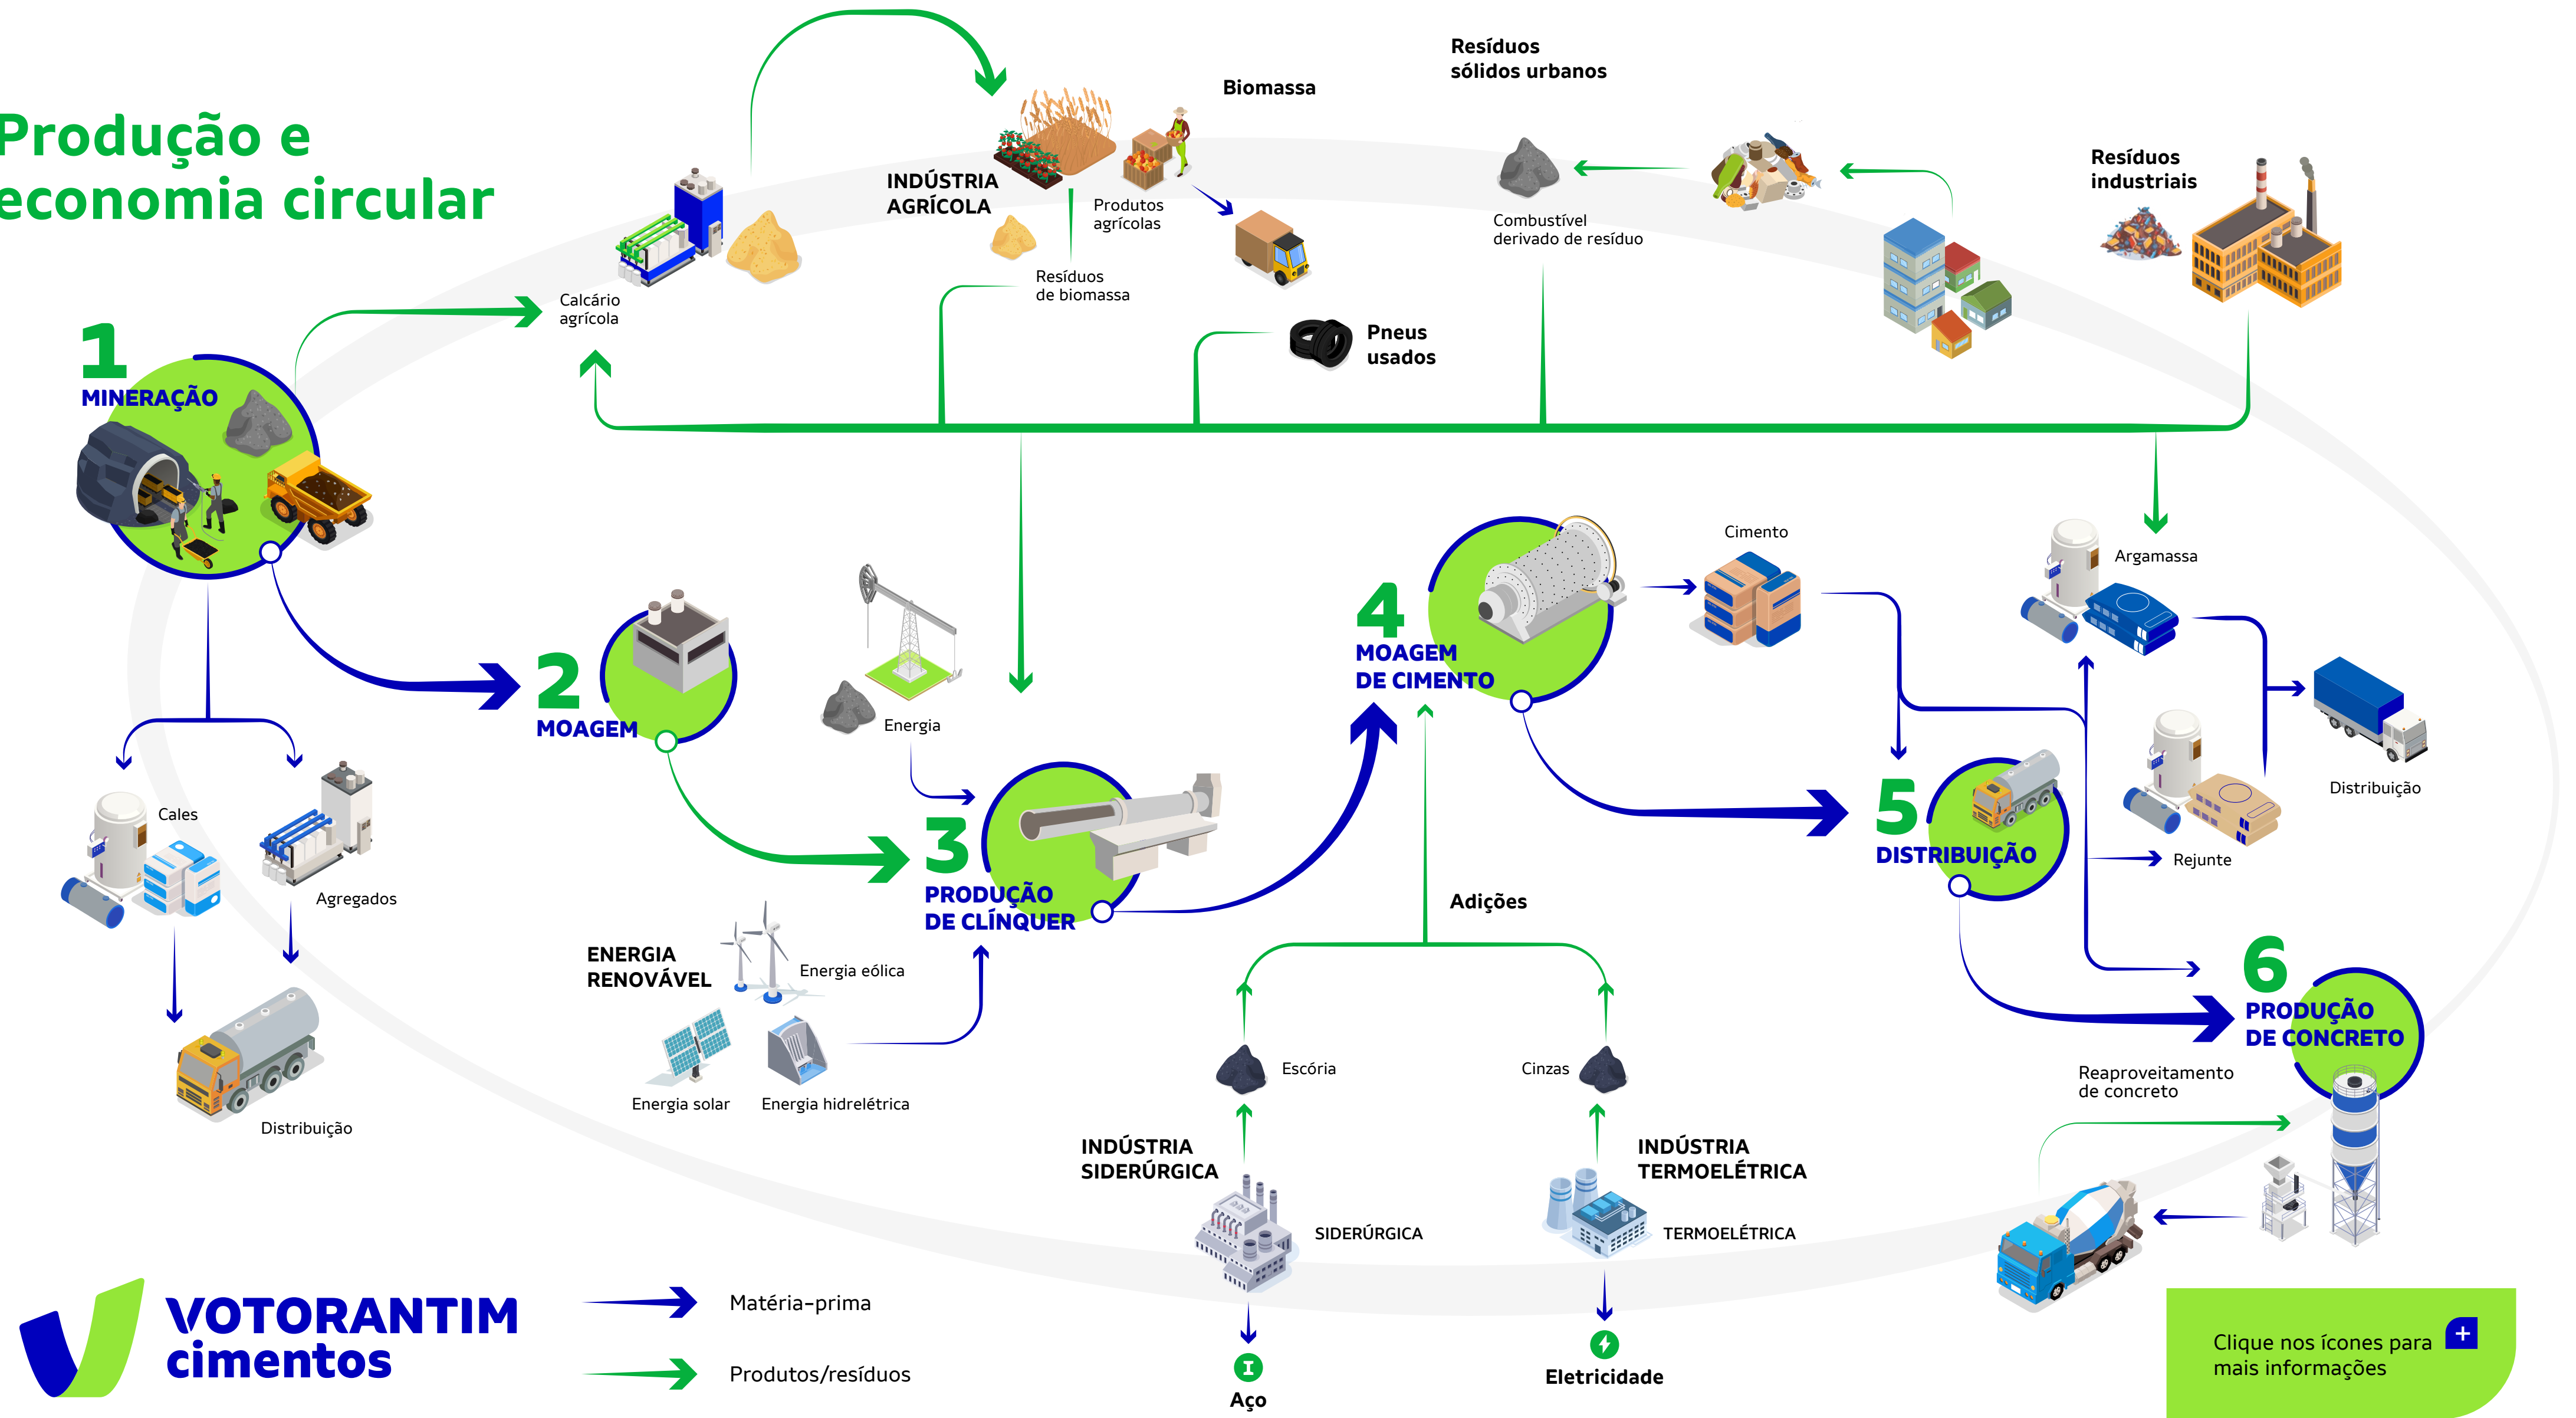 Produção e
economia circular
Biomassa
Resíduos
sólidos urbanos
Resíduos
industriais
INDÚSTRIA
AGRÍCOLA
Produtos
agrícolas
Resíduos
de biomassa
Combustível
derivado de resíduo
Calcário
agrícola
Pneus
usados
1
MINERAÇÃO
Cales
Agregados
Distribuição
2
MOAGEM
Energia
3
PRODUÇÃO
DE CLÍNQUER
ENERGIA
RENOVÁVEL
Energia eólica
Energia solar
Energia hidrelétrica
4
MOAGEM
DE CIMENTO
Cimento
Adições
Escória
Cinzas
INDÚSTRIA
SIDERÚRGICA
SIDERÚRGICA
Aço
INDÚSTRIA
TERMOELÉTRICA
TERMOELÉTRICA
Eletricidade
5
DISTRIBUIÇÃO
Argamassa
Rejunte
Distribuição
6
PRODUÇÃO
DE CONCRETO
Reaproveitamento
de concreto
VOTORANTIM
cimentos
Matéria-prima
Produtos/resíduos
Clique nos ícones para +
mais informações